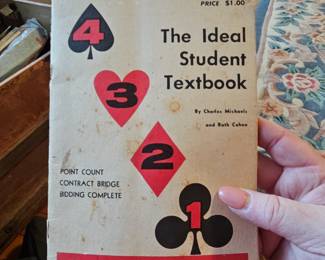 PRICE $1.00
4
The Ideal
Student
Textbook
3
By Charles Michaels
and Ruth Cohen
2
POINT COUNT
CONTRACT BRIDGE
BIDDING COMPLETE
1